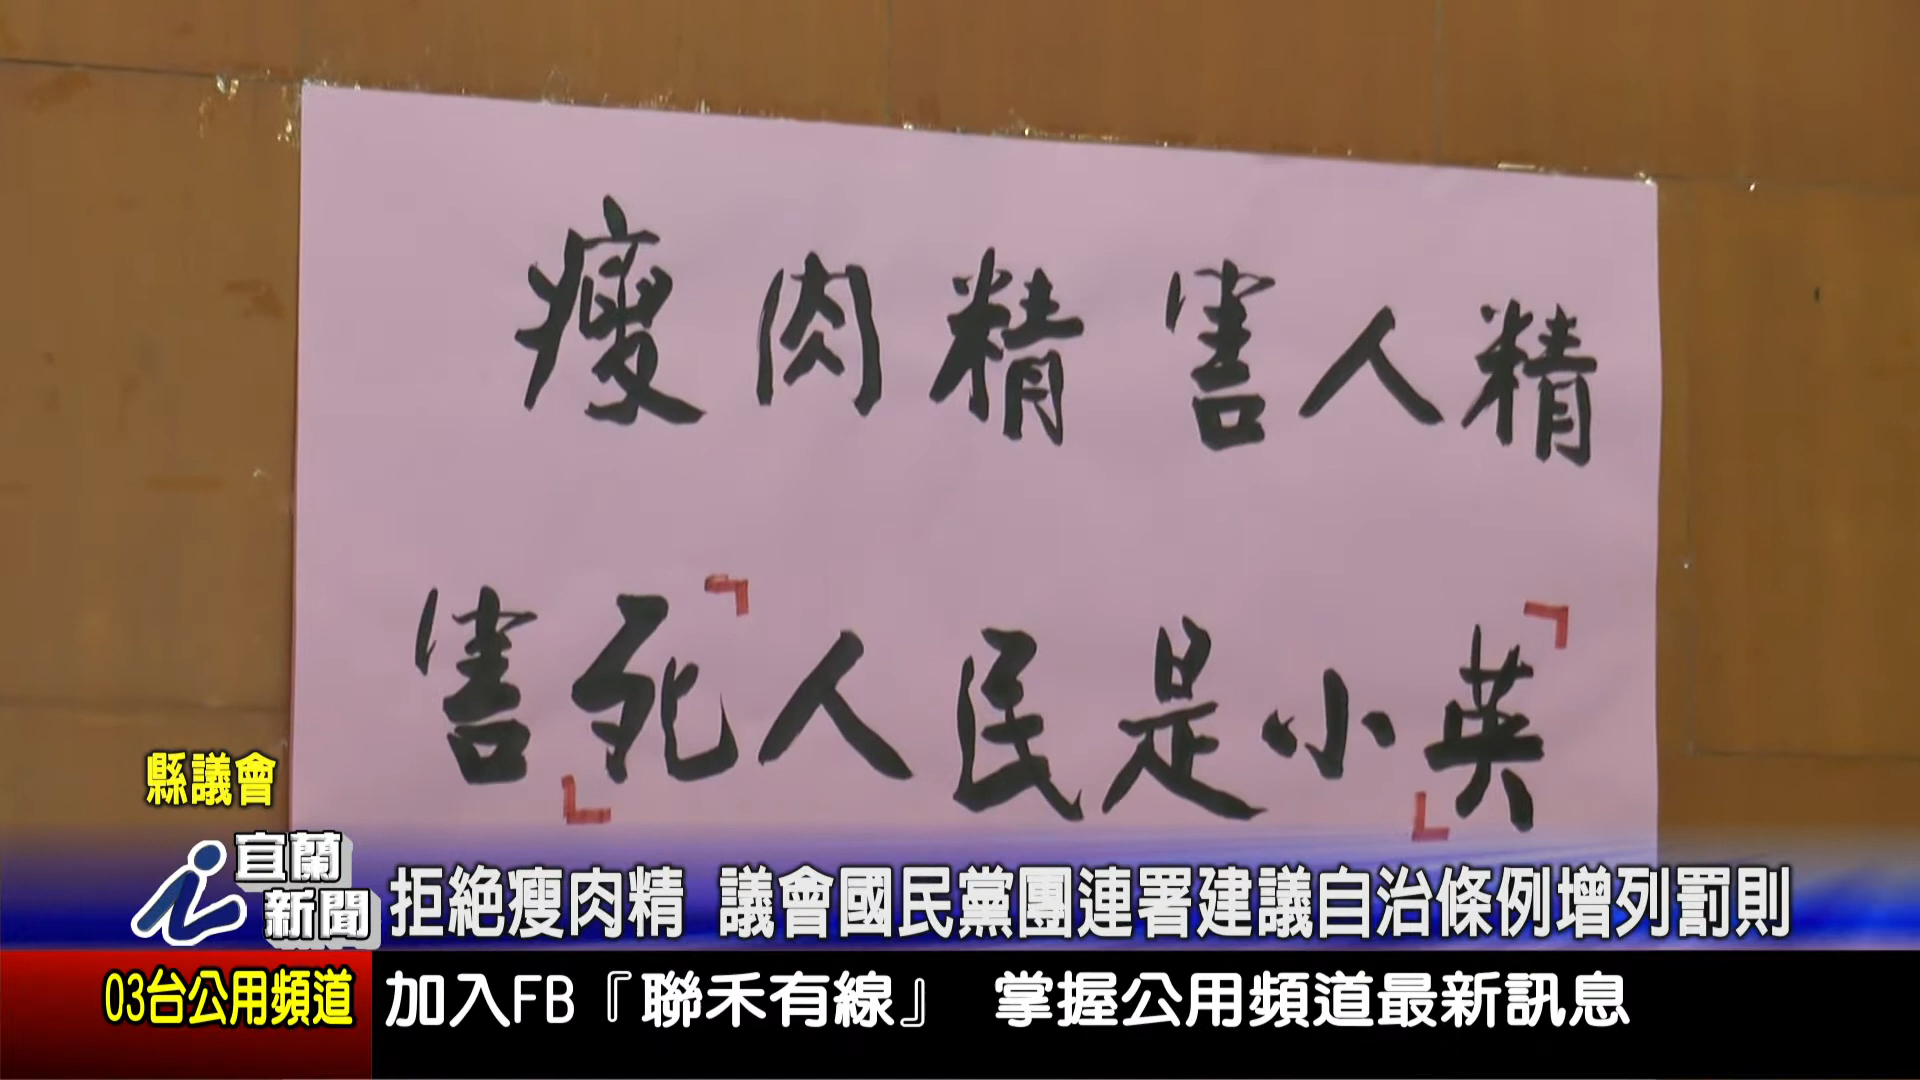 瘦肉精害人精
害死人民是小英
縣議會
宜蘭
新聞
拒絕瘦肉精 議會國民黨團連署建議自治條例增列罰則
03台公用頻道
加入FB『聯禾有線』 掌握公用頻道最新訊息